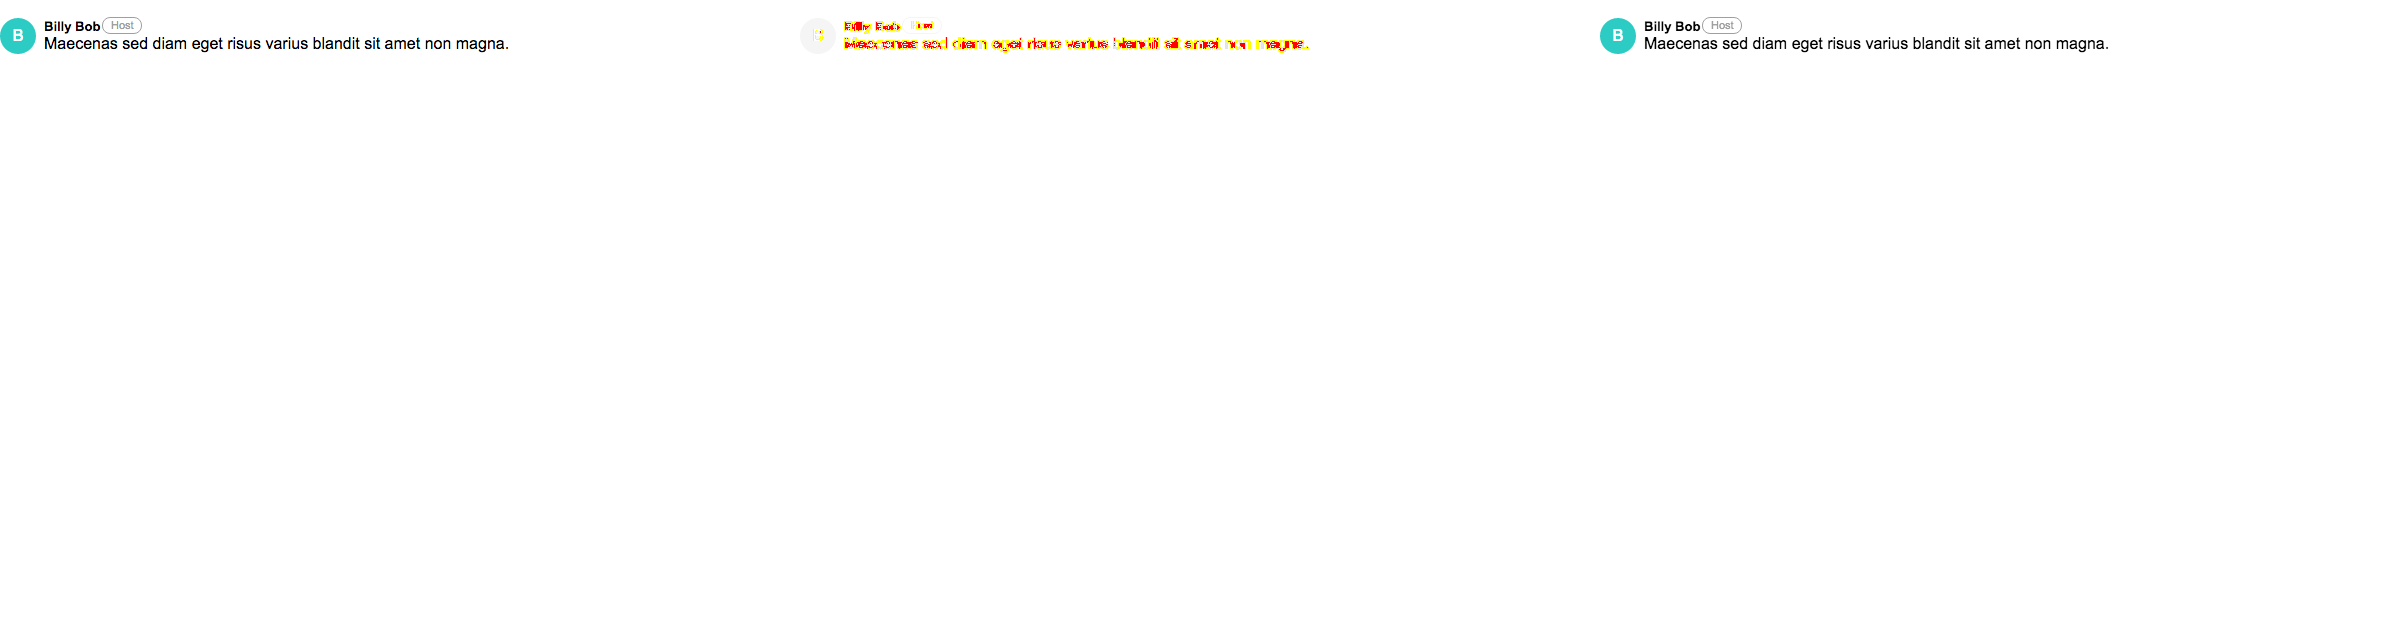 B
Billy Bob Host
Maecenas sed diam eget risus varius blandit sit amet non magna.
Billy Bob Host
Maecenas sed diam eget risus varius blandit sit amet non magna.
B
Billy Bob Host
Maecenas sed diam eget risus varius blandit sit amet non magna.